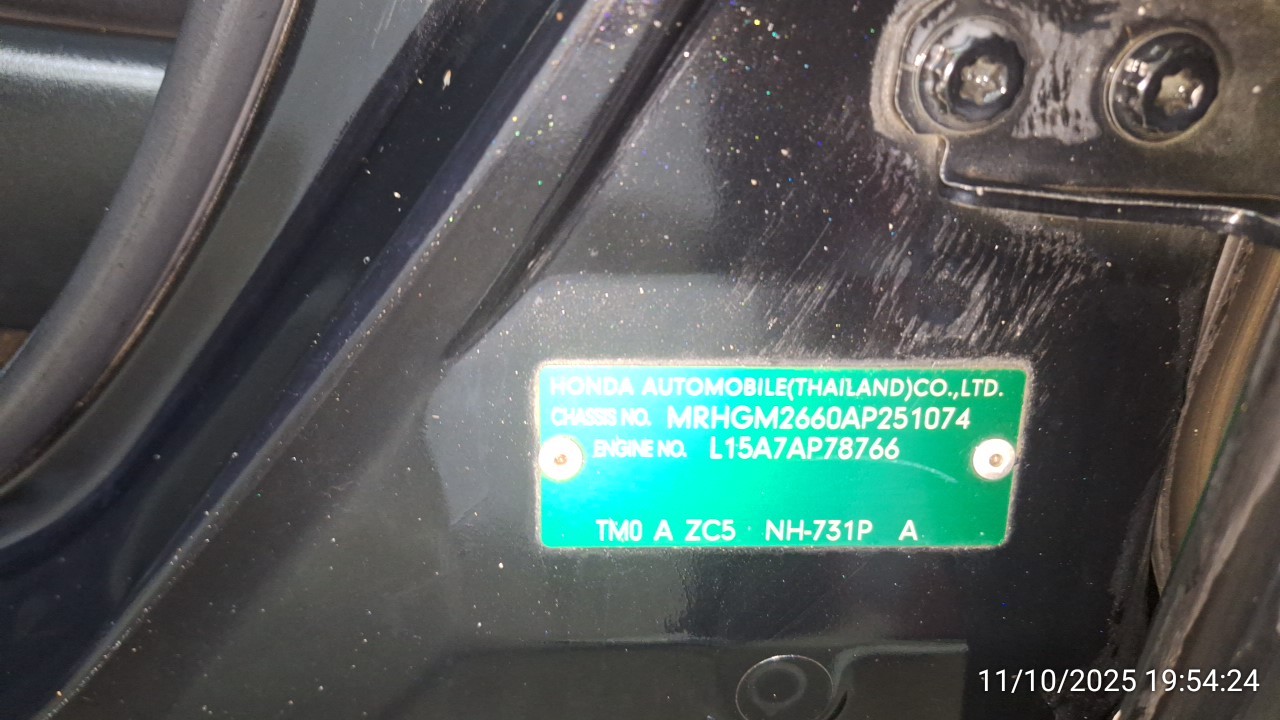 HONDA AUTOMOBILE(THAILAND)CO.,LTD.
CHASSIS NO. MRHGM2660AP251074
ENGINE NO. L15A7AP78766
TM0 A ZC5 NH-731P A
11/10/2025 19:54:24